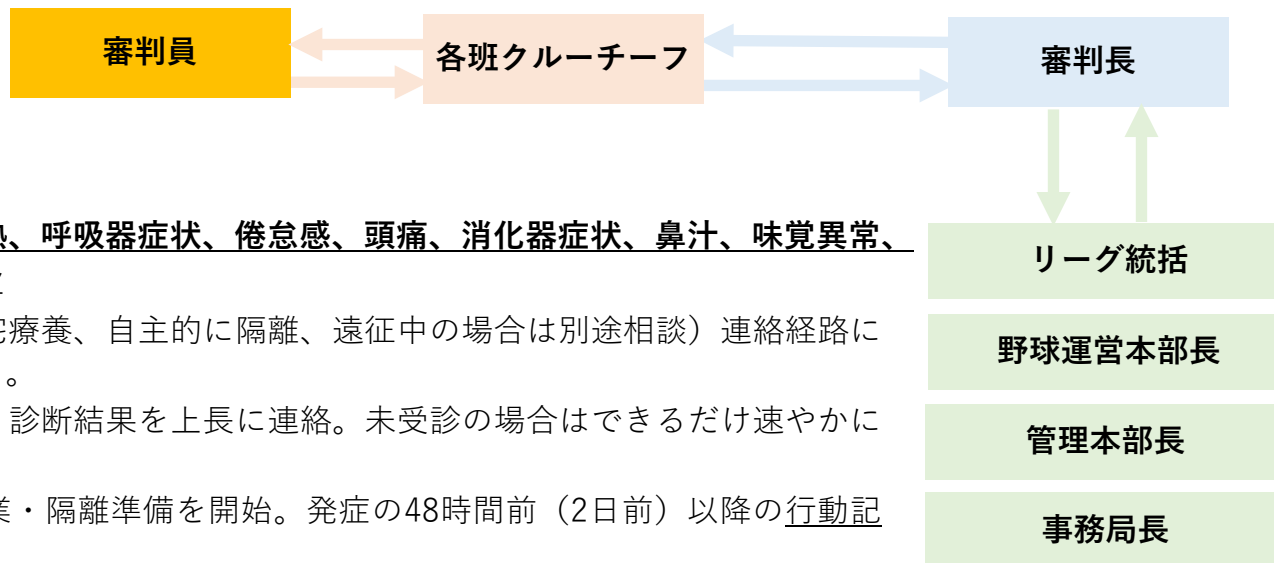 審判員
各班クルーチーフ
審判長
、呼吸器症状、倦怠感、頭痛、消化器症状、鼻汁、味覚異常、
療養、自主的に隔離、遠征中の場合は別途相談）連絡経路に
。
診断結果を上長に連絡。未受診の場合はできるだけ速やかに
業・隔離準備を開始。発症の48時間前（2日前）以降の行動記
リーグ統括
野球運営本部長
管理本部長
事務局長